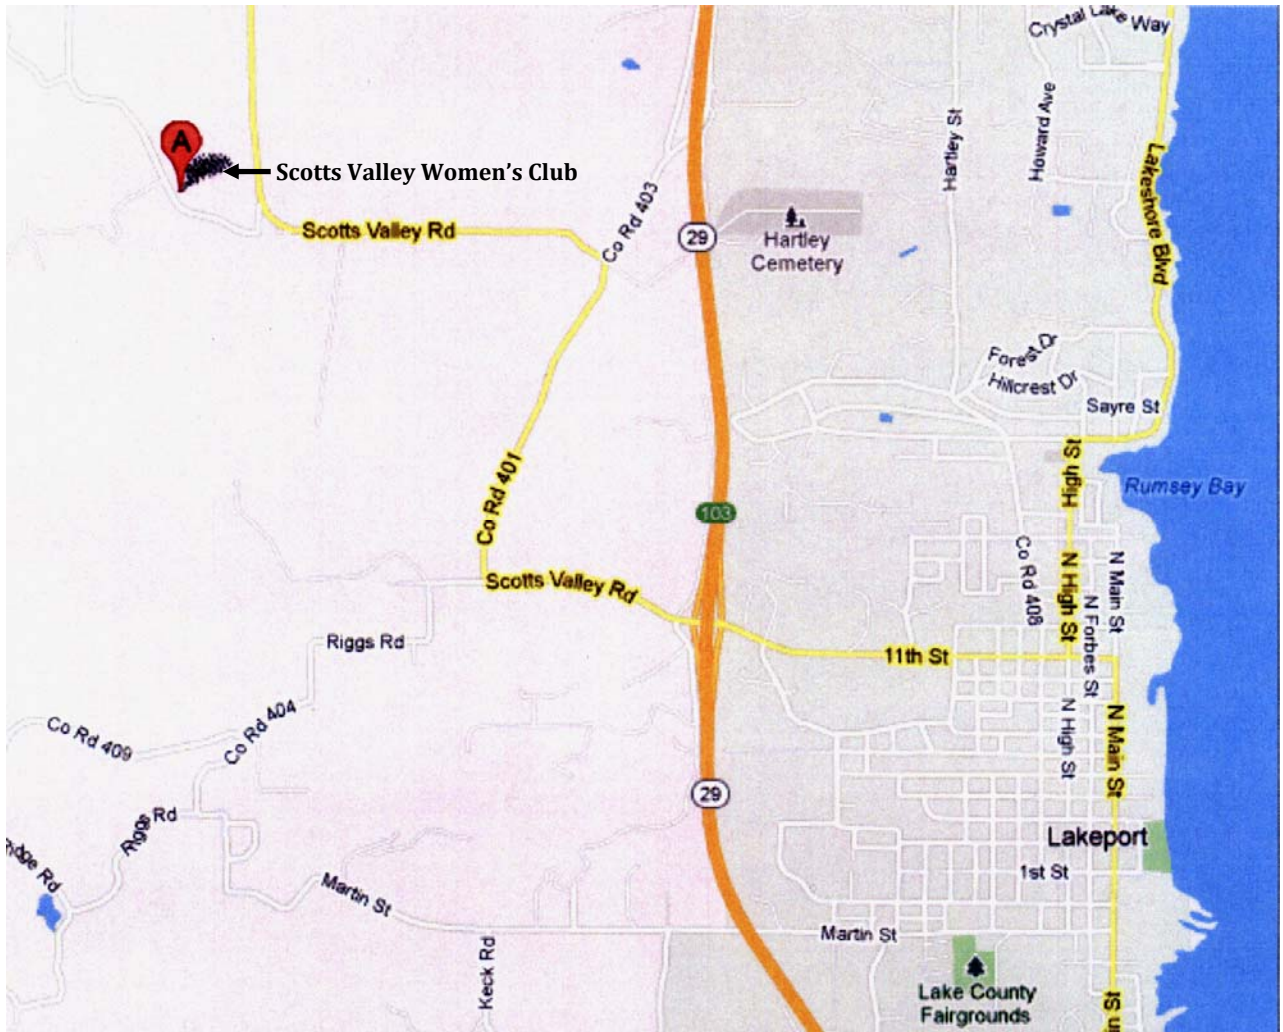 Crystal Lake Way
Howard Ave
Hartley St
A
Scotts Valley Women's Club
Lakeshore Blvd
Co Rd 403
Scotts Valley Rd
29
Hartley
Cemetery
Forest Dr
Hillcrest Dr
Sayre St
High St
Rumsey Bay
Co Rd 401
103
Co Rd 408
N High St
N Main St
N Forbes St
Scotts Valley Rd
11th St
Riggs Rd
N High St
N Main St
Co Rd 404
Co Rd 409
29
Riggs Rd
Lakeport
dge Rd
1st St
Martin St
Martin St
Keck Rd
Lake County
Fairgrounds
n St